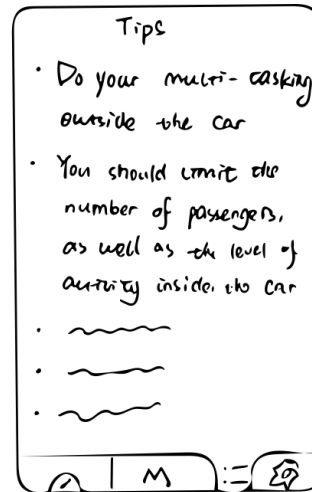 Tips
· Do your multi-tasking
outside the car
· You should limit the
number of passengers,
as well as the level of
activity inside. the car
M